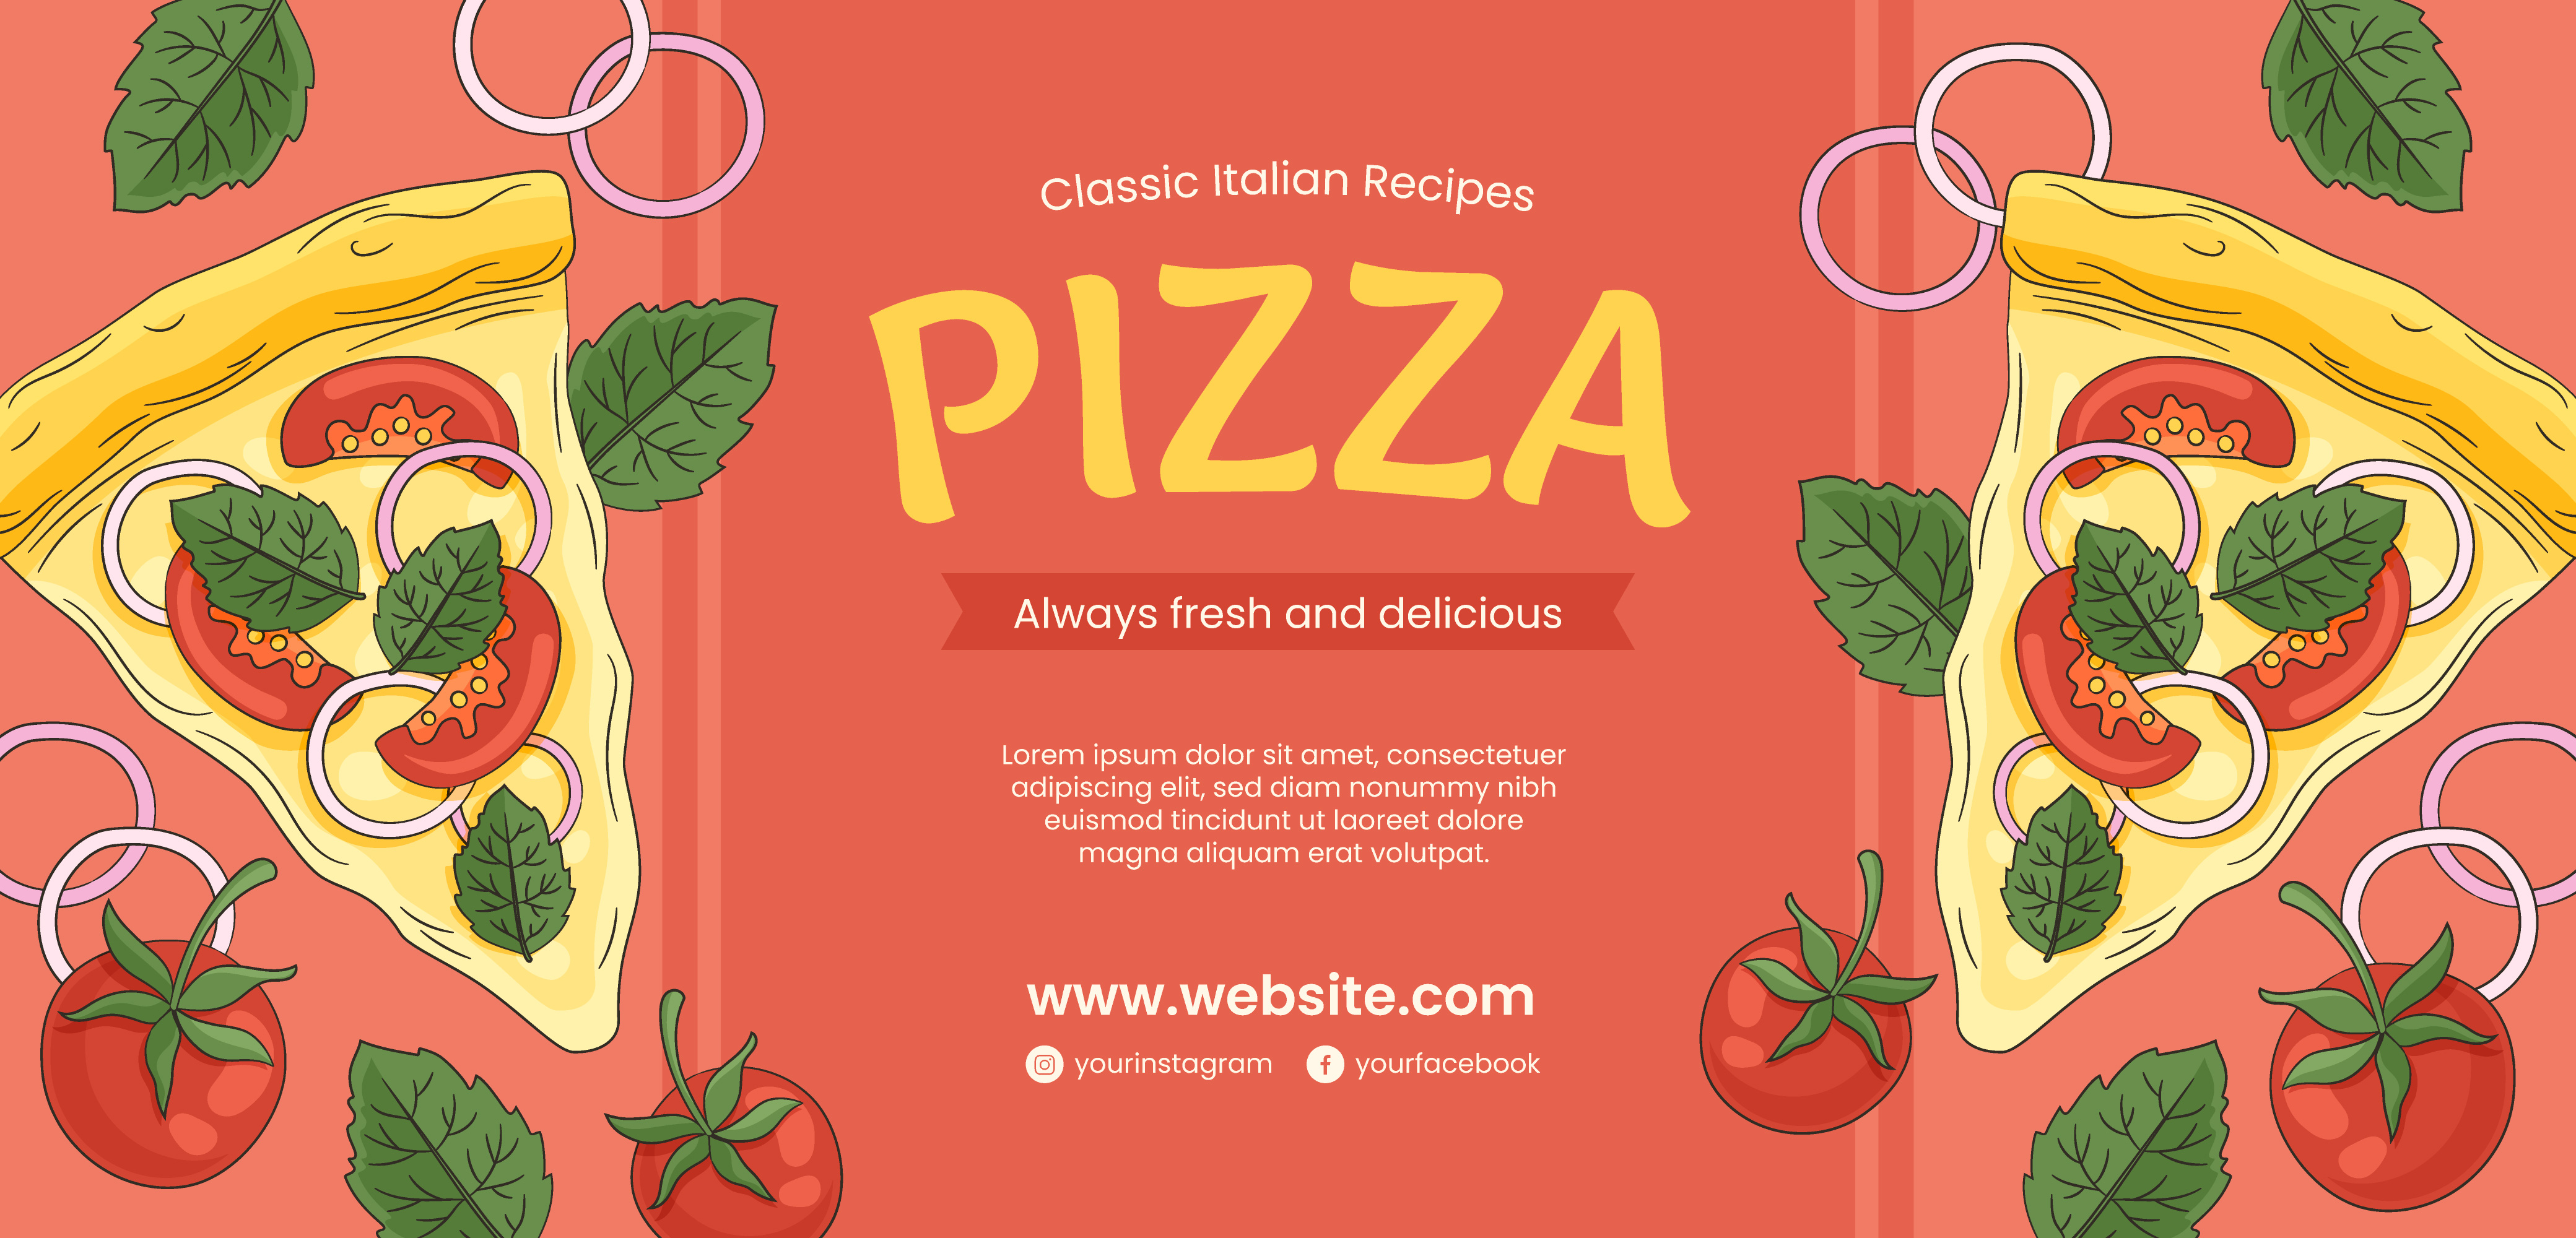 Classic Italian Recipes
PIZZA
Always fresh and delicious
Lorem ipsum dolor sit amet, consectetuer
adipiscing elit, sed diam nonummy nibh
euismod tincidunt ut laoreet dolore
magna aliquam erat volutpat.
www.website.com
yourinstagram yourfacebook